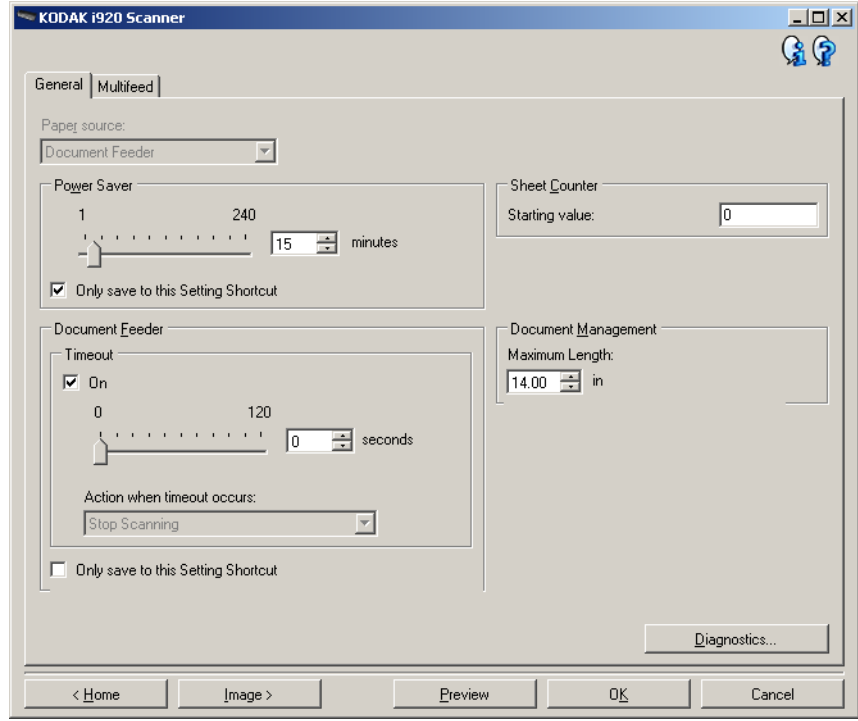 KODAK i920 Scanner
General Multifeed
Paper source:
Document Feeder
Power Saver
1 240
15 minutes
Only save to this Setting Shortcut
Sheet Counter
Starting value: 0
Document Feeder
Timeout
On
0 120
0 seconds
Action when timeout occurs:
Stop Scanning
Only save to this Setting Shortcut
Document Management
Maximum Length:
14.00 in
Diagnostics...
< Home Image > Preview OK Cancel